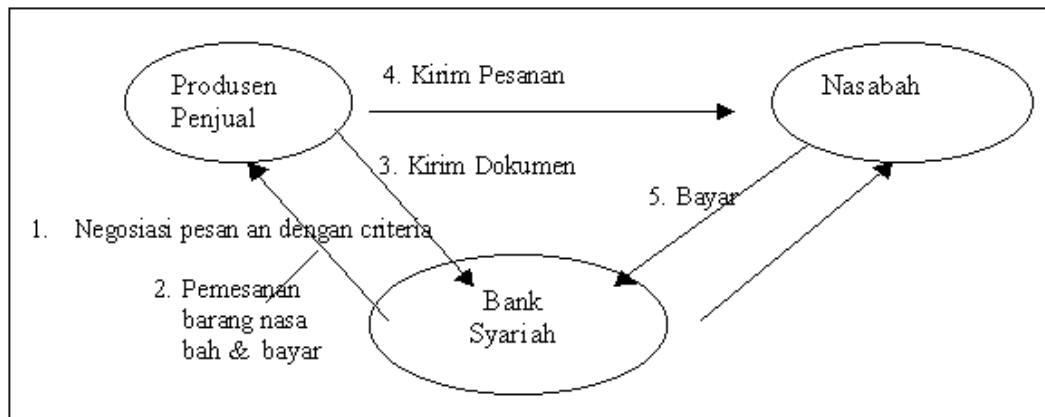 Produsen
Penjual
4. Kirim Pesanan
Nasabah
3. Kirim Dokumen
5. Bayar
1. Negosiasi pesan an dengan criteria
2. Pemesanan
barang nasa
bah & bayar
Bank
Syariah